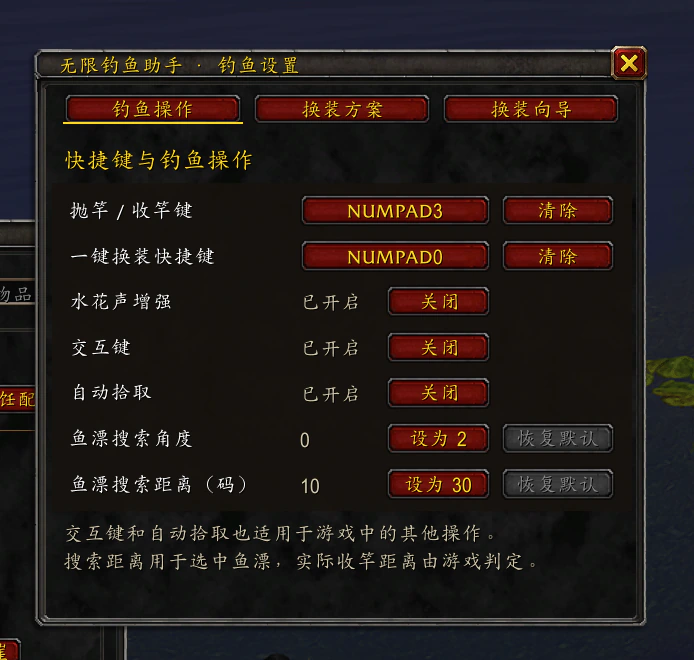 无限钓鱼助手 · 钓鱼设置
钓鱼操作 换装方案 换装向导
快捷键与钓鱼操作
抛竿 / 收竿键 NUMPAD3 清除
一键换装快捷键 NUMPAD0 清除
水花声增强 已开启 关闭
物品
交互键 已开启 关闭
自动拾取 已开启 关闭
饪配
鱼漂搜索角度 0 设为 2 恢复默认
鱼漂搜索距离（码） 10 设为 30 恢复默认
交互键和自动拾取也适用于游戏中的其他操作。
搜索距离用于选中鱼漂，实际收竿距离由游戏判定。